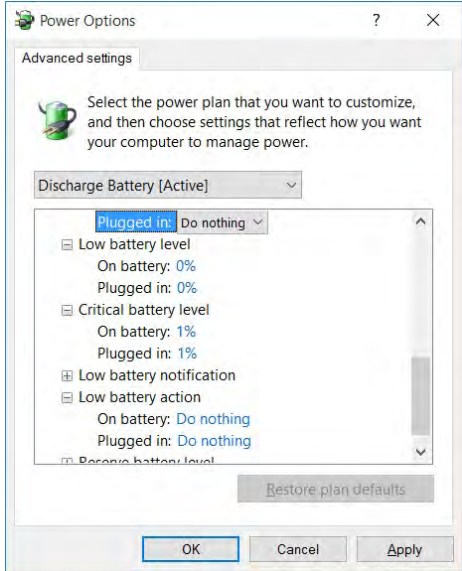 Power Options
?
Advanced settings
Select the power plan that you want to customize,
and then choose settings that reflect how you want
your computer to manage power.
Discharge Battery [Active]
Plugged in: Do nothing
Low battery level
On battery: 0%
Plugged in: 0%
Critical battery level
On battery: 1%
Plugged in: 1%
Low battery notification
Low battery action
On battery: Do nothing
Plugged in: Do nothing
Reserve battery level
Restore plan defaults
OK
Cancel
Apply